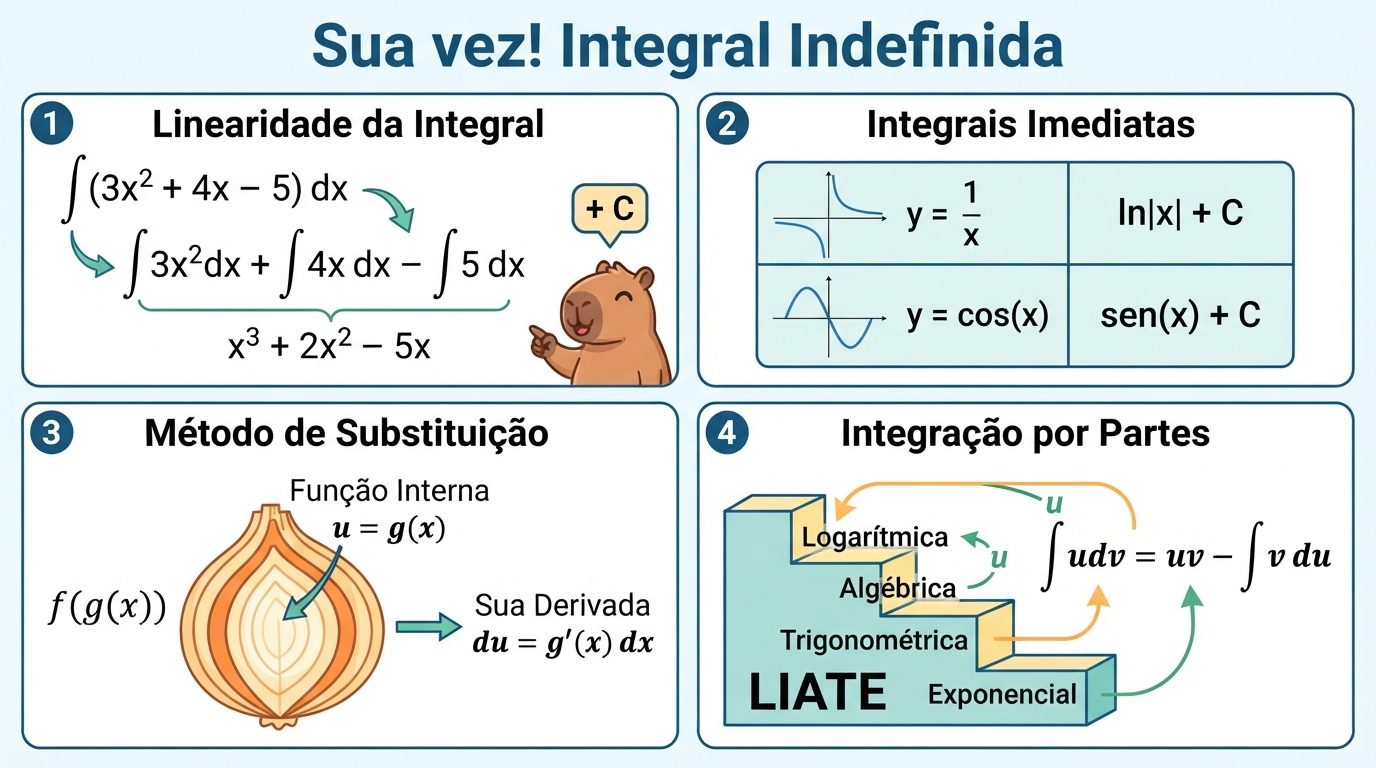 Sua vez! Integral Indefinida
1
Linearidade da Integral
∫(3x² + 4x − 5) dx
∫3x²dx + ∫4x dx − ∫5 dx
x³ + 2x² − 5x
+ C
2
Integrais Imediatas
y = 1/x
ln|x| + C
y = cos(x)
sen(x) + C
3
Método de Substituição
Função Interna
u = g(x)
f(g(x))
Sua Derivada
du = g′(x) dx
4
Integração por Partes
u
Logarítmica
u
∫udv = uv − ∫v du
Algébrica
Trigonométrica
LIATE
Exponencial